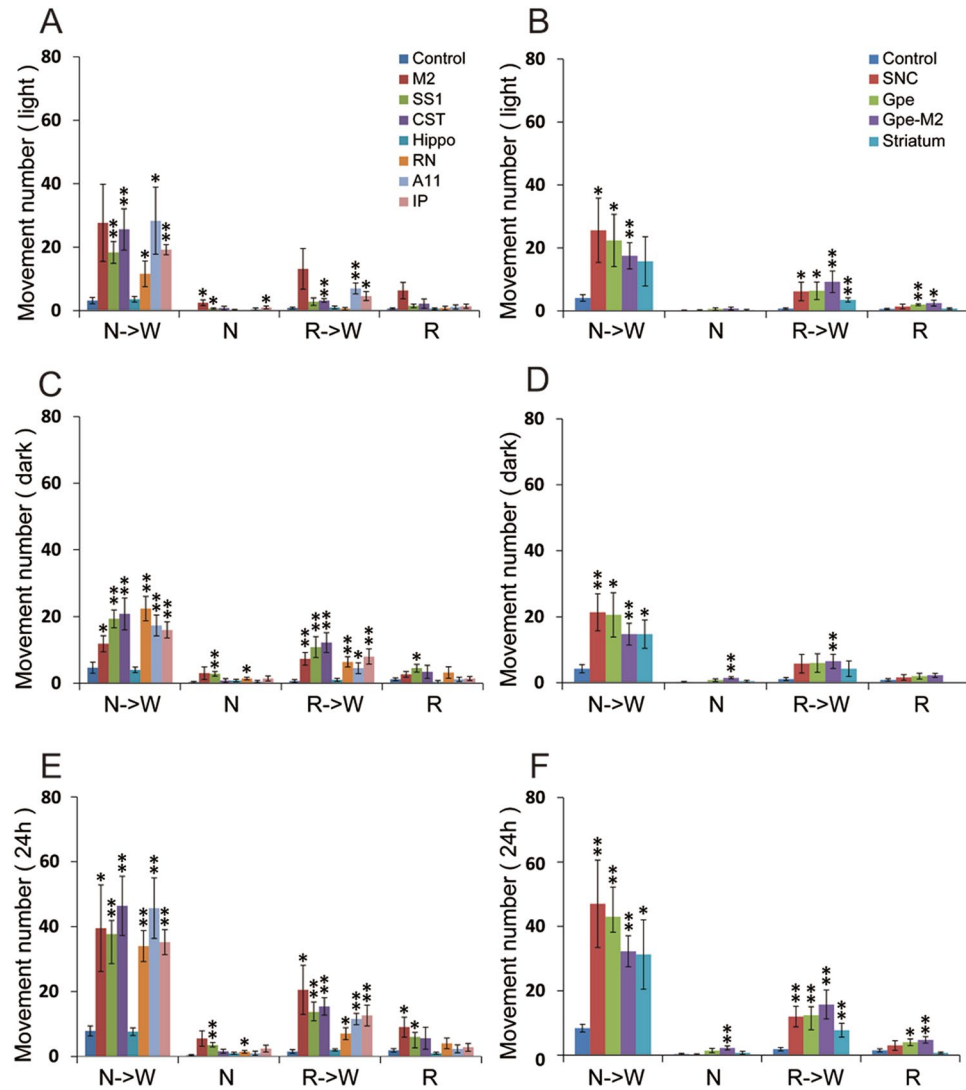 A
Movement number ( light )
80
60
40
20
0
N->W
N
R->W
R
Control
M2
SS1
CST
Hippo
RN
A11
IP
**
**
*
*
**
*
*
*
**
**
*
B
Movement number ( light )
80
60
40
20
0
N->W
N
R->W
R
Control
SNC
Gpe
Gpe-M2
Striatum
*
*
**
*
*
**
**
**
*
C
Movement number ( dark )
80
60
40
20
0
N->W
N
R->W
R
*
**
**
**
**
**
**
*
**
**
**
**
**
**
*
D
Movement number ( dark )
80
60
40
20
0
N->W
N
R->W
R
**
*
**
*
**
**
E
Movement number ( 24h )
80
60
40
20
0
N->W
N
R->W
R
*
**
**
**
**
**
**
*
*
**
**
*
**
**
*
*
F
Movement number ( 24h )
80
60
40
20
0
N->W
N
R->W
R
**
**
**
*
**
**
**
**
**
*
**